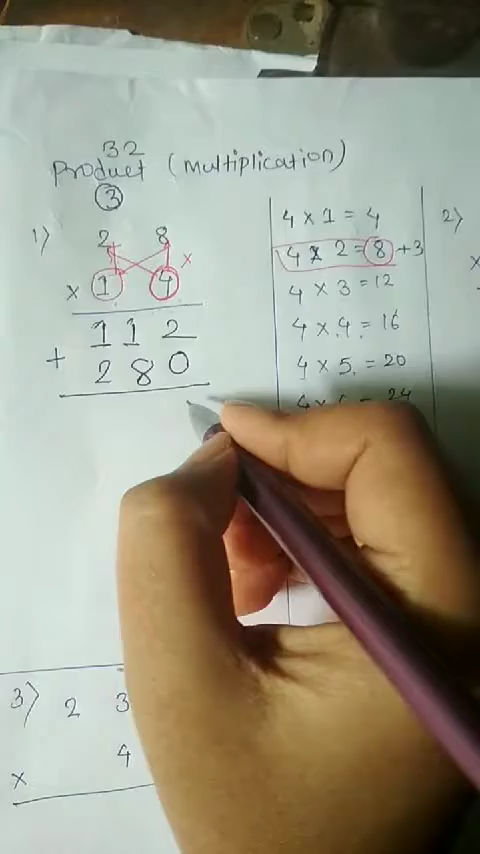 32
Product (Multiplication)
3
1) 2 8
x 1 4 x
1 1 2
+ 2 8 0
4 x 1 = 4
4 x 2 = 8 +3
4 x 3 = 12
4 x 4 = 16
4 x 5 = 20
2)
x
3) 2 3
x 4